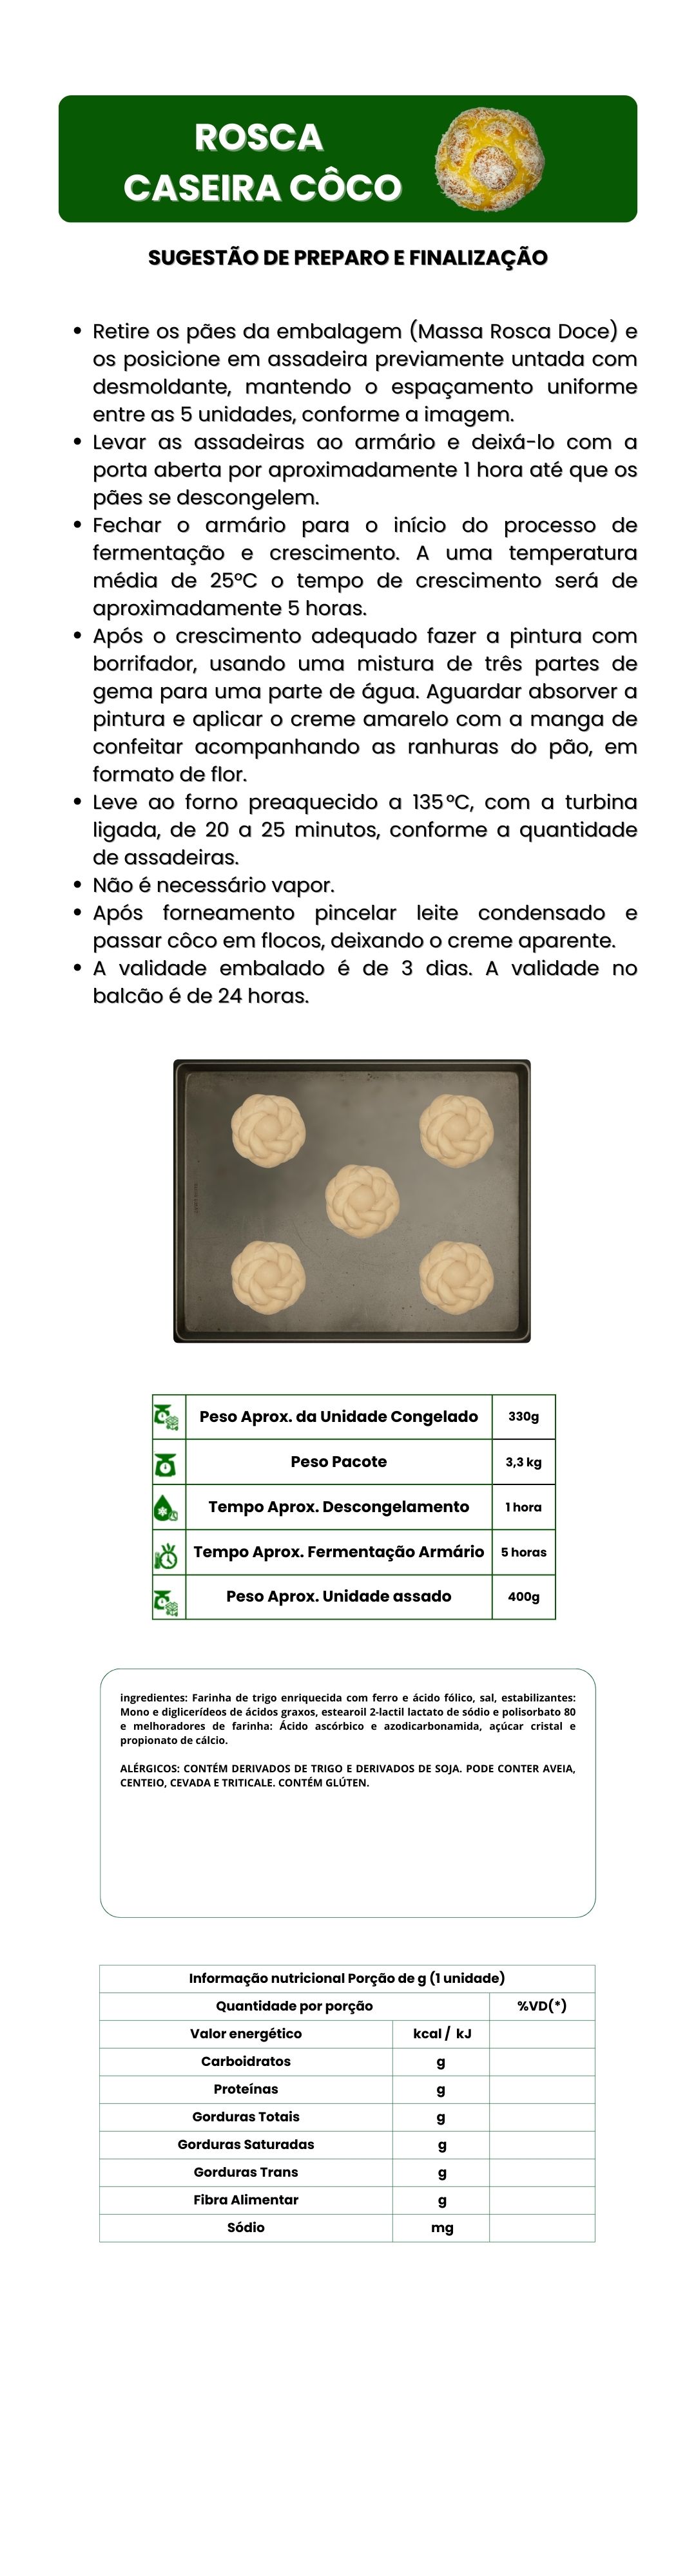 ROSCA
CASEIRA CÔCO
SUGESTÃO DE PREPARO E FINALIZAÇÃO
• Retire os pães da embalagem (Massa Rosca Doce) e
os posicione em assadeira previamente untada com
desmoldante, mantendo o espaçamento uniforme
entre as 5 unidades, conforme a imagem.
• Levar as assadeiras ao armário e deixá-lo com a
porta aberta por aproximadamente 1 hora até que os
pães se descongelem.
• Fechar o armário para o início do processo de
fermentação e crescimento. A uma temperatura
média de 25°C o tempo de crescimento será de
aproximadamente 5 horas.
• Após o crescimento adequado fazer a pintura com
borrifador, usando uma mistura de três partes de
gema para uma parte de água. Aguardar absorver a
pintura e aplicar o creme amarelo com a manga de
confeitar acompanhando as ranhuras do pão, em
formato de flor.
• Leve ao forno preaquecido a 135°C, com a turbina
ligada, de 20 a 25 minutos, conforme a quantidade
de assadeiras.
• Não é necessário vapor.
• Após forneamento pincelar leite condensado e
passar côco em flocos, deixando o creme aparente.
• A validade embalado é de 3 dias. A validade no
balcão é de 24 horas.
Peso Aprox. da Unidade Congelado 330g
Peso Pacote 3,3 kg
Tempo Aprox. Descongelamento 1 hora
Tempo Aprox. Fermentação Armário 5 horas
Peso Aprox. Unidade assado 400g
ingredientes: Farinha de trigo enriquecida com ferro e ácido fólico, sal, estabilizantes:
Mono e diglicerídeos de ácidos graxos, estearoil 2-lactil lactato de sódio e polisorbato 80
e melhoradores de farinha: Ácido ascórbico e azodicarbonamida, açúcar cristal e
propionato de cálcio.
ALÉRGICOS: CONTÉM DERIVADOS DE TRIGO E DERIVADOS DE SOJA. PODE CONTER AVEIA,
CENTEIO, CEVADA E TRITICALE. CONTÉM GLÚTEN.
Informação nutricional Porção de g (1 unidade)
Quantidade por porção %VD(*)
Valor energético kcal / kJ
Carboidratos g
Proteínas g
Gorduras Totais g
Gorduras Saturadas g
Gorduras Trans g
Fibra Alimentar g
Sódio mg